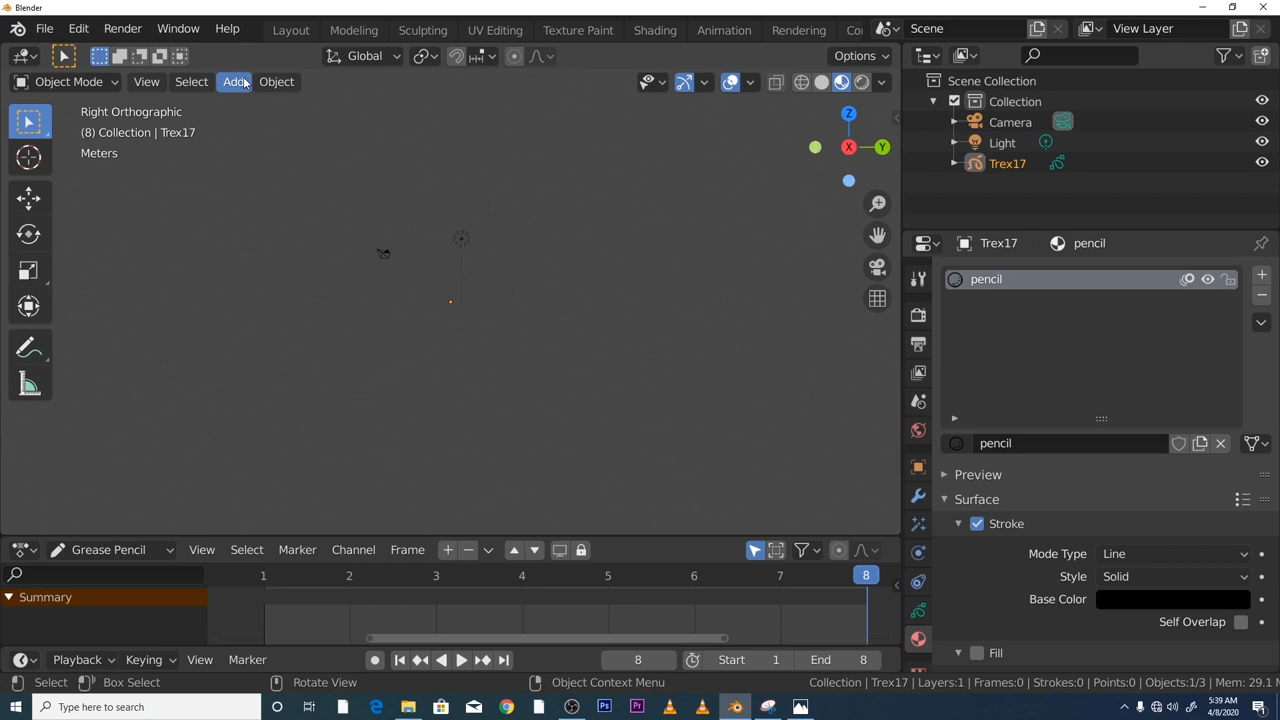 Blender
File Edit Render Window Help Layout Modeling Sculpting UV Editing Texture Paint Shading Animation Rendering Co Scene View Layer
Global Options
Object Mode View Select Add Object
Right Orthographic
(8) Collection | Trex17
Meters
Z
X
Y
Scene Collection
Collection
Camera
Light
Trex17
Trex17 pencil
pencil
pencil
Preview
Surface
Stroke
Mode Type Line
Style Solid
Base Color
Self Overlap
Fill
Grease Pencil View Select Marker Channel Frame
1 2 3 4 5 6 7 8
Summary
Playback Keying View Marker 8 Start 1 End 8
Select Box Select Rotate View Object Context Menu Collection | Trex17 | Layers:1 | Frames:0 | Strokes:0 | Points:0 | Objects:1/3 | Mem: 29.1 M
Type here to search
5:39 AM
4/8/2020